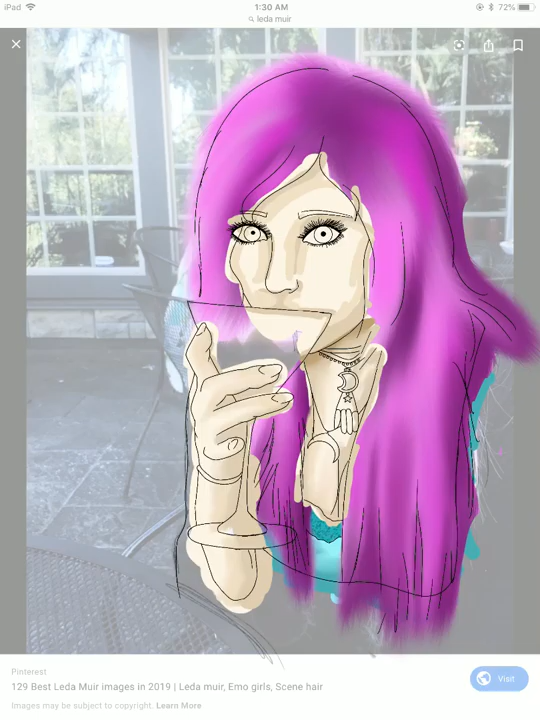 iPad 1:30 AM 72%
leda muir
Pinterest
129 Best Leda Muir images in 2019 | Leda muir, Emo girls, Scene hair
Visit
Images may be subject to copyright. Learn More